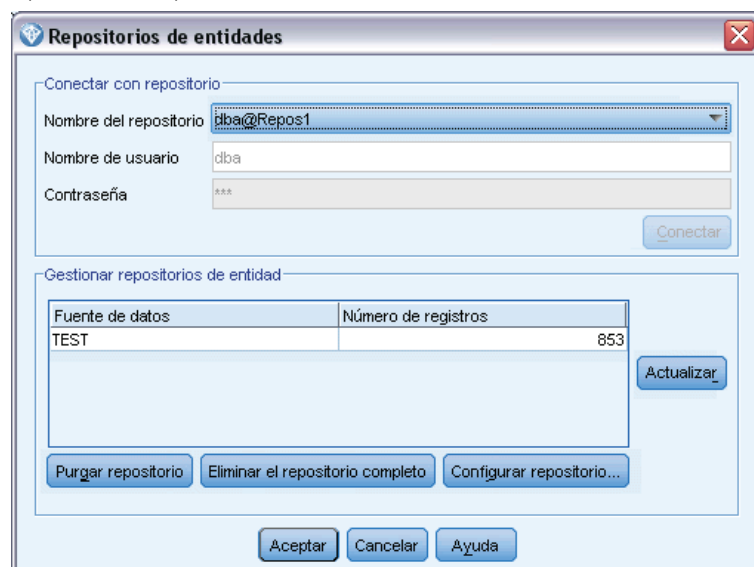 Repositorios de entidades
Conectar con repositorio
Nombre del repositorio dba@Repos1
Nombre de usuario dba
Contraseña ***
Conectar
Gestionar repositorios de entidad
Fuente de datos Número de registros
TEST 853
Actualizar
Purgar repositorio Eliminar el repositorio completo Configurar repositorio...
Aceptar Cancelar Ayuda